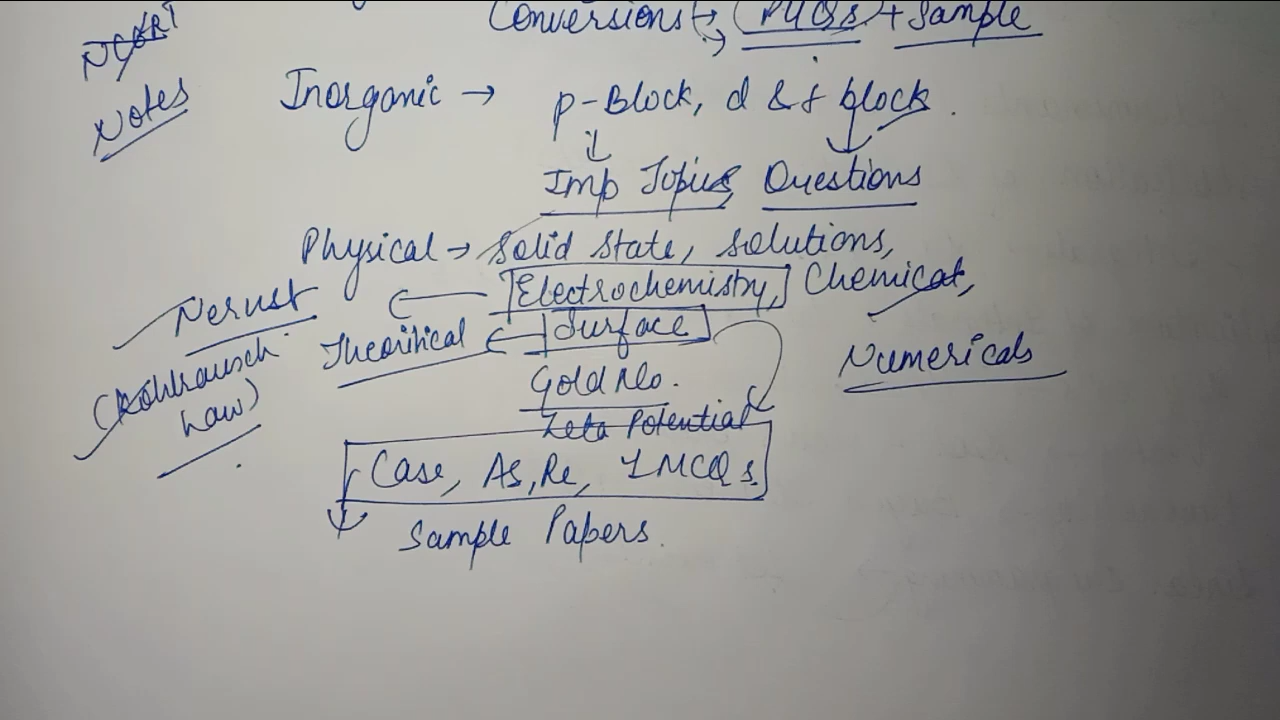 Conversions → PYQs + Sample
NCERT
Notes
Inorganic → p-Block, d & f block.
↓
Imp Topics, Questions
Physical → Solid State, Solutions,
Electrochemistry, Chemical,
Nernst
(Kohlrausch
Law)
Theoritical
Surface
Gold No.
Zeta Potential
Numericals
Case, As, Re, MCQs.
Sample Papers.